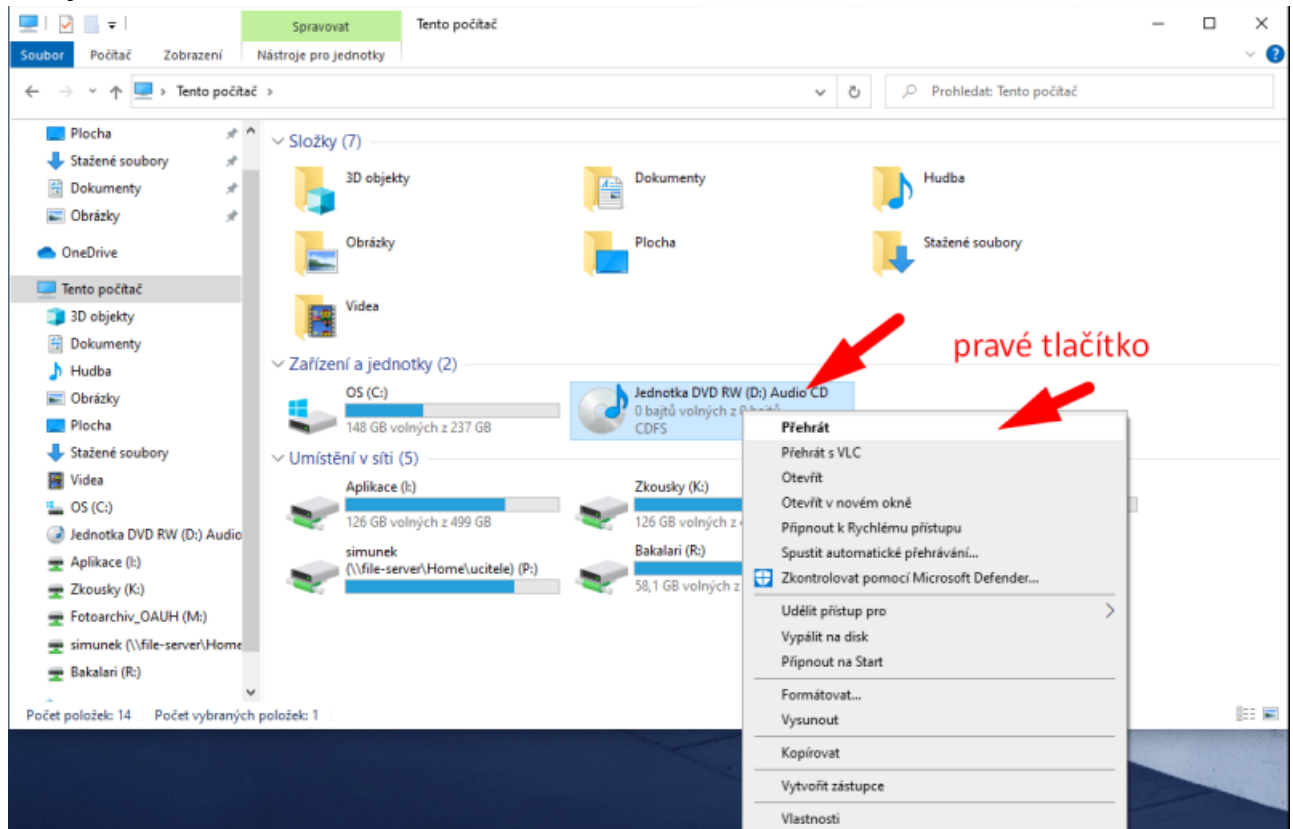 Spravovat
Tento počítač
Soubor
Počítač
Zobrazení
Nástroje pro jednotky
Tento počítač
Prohledat: Tento počítač
Plocha
Stažené soubory
Dokumenty
Obrázky
OneDrive
Tento počítač
3D objekty
Dokumenty
Hudba
Obrázky
Plocha
Stažené soubory
Videa
OS (C:)
Jednotka DVD RW (D:) Audio
Aplikace (I:)
Zkousky (K:)
Fotoarchiv_OAUH (M:)
simunek (\\file-server\Home
Bakalari (R:)
Složky (7)
3D objekty
Dokumenty
Hudba
Obrázky
Plocha
Stažené soubory
Videa
pravé tlačítko
Zařízení a jednotky (2)
OS (C:)
148 GB volných z 237 GB
Jednotka DVD RW (D:) Audio CD
0 bajtů volných z 0 bajtů
CDFS
Umístění v síti (5)
Aplikace (I:)
126 GB volných z 499 GB
Zkousky (K:)
126 GB volných z
simunek
(\\file-server\Home\ucitele) (P:)
Bakalari (R:)
58,1 GB volných z
Přehrát
Přehrát s VLC
Otevřít
Otevřít v novém okně
Připnout k Rychlému přístupu
Spustit automatické přehrávání...
Zkontrolovat pomocí Microsoft Defender...
Udělit přístup pro
Vypálit na disk
Připnout na Start
Formátovat...
Vysunout
Kopírovat
Vytvořit zástupce
Vlastnosti
Počet položek: 14
Počet vybraných položek: 1